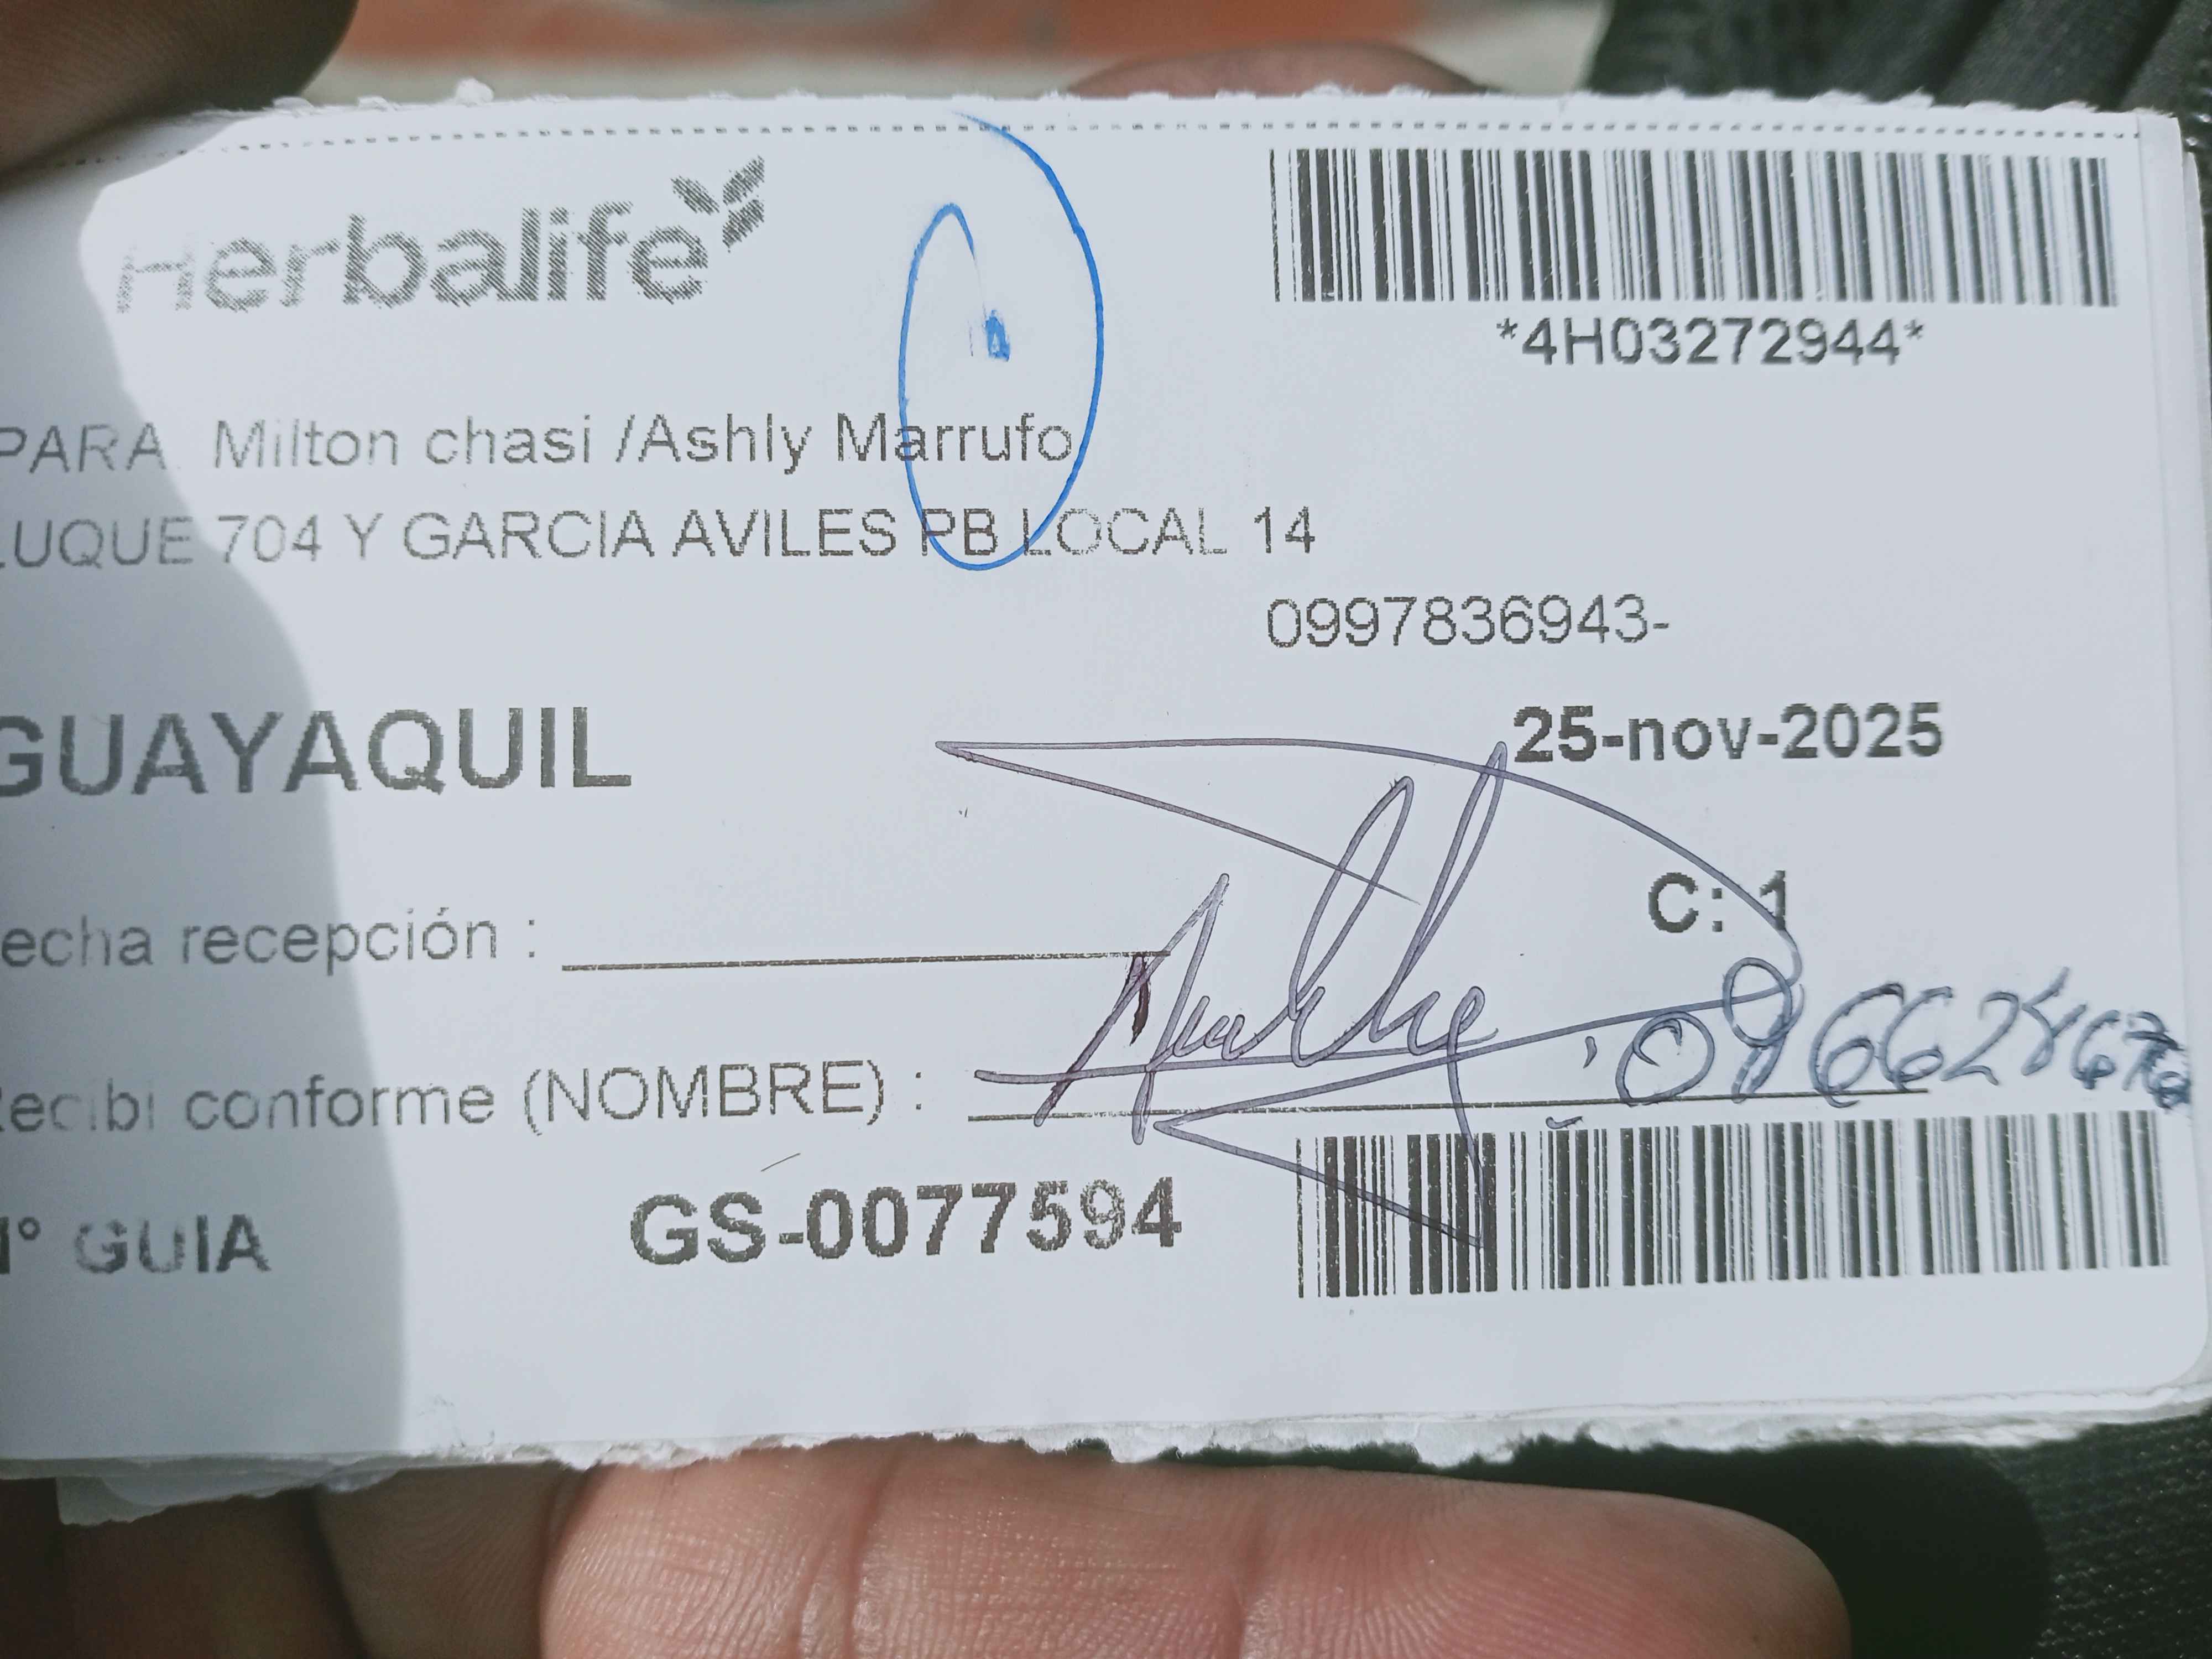 Herbalife
*4H03272944*
PARA Milton chasi /Ashly Marrufo
LUQUE 704 Y GARCIA AVILES PB LOCAL 14
0997836943-
GUAYAQUIL
25-nov-2025
echa recepción :
C: 1
Recibi conforme (NOMBRE) :
N° GUIA GS-0077594